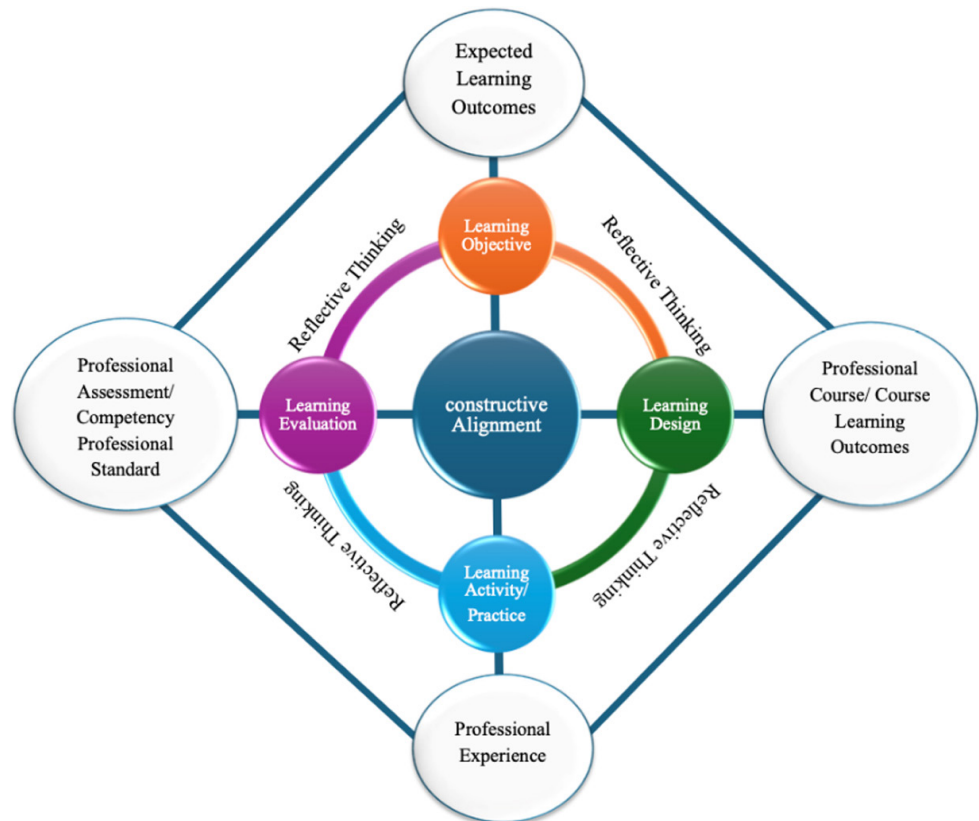 Expected
Learning
Outcomes
Learning
Objective
Reflective Thinking
Reflective Thinking
Professional
Assessment/
Competency
Professional
Standard
Learning
Evaluation
constructive
Alignment
Learning
Design
Professional
Course/ Course
Learning
Outcomes
Reflective Thinking
Reflective Thinking
Learning
Activity/
Practice
Professional
Experience